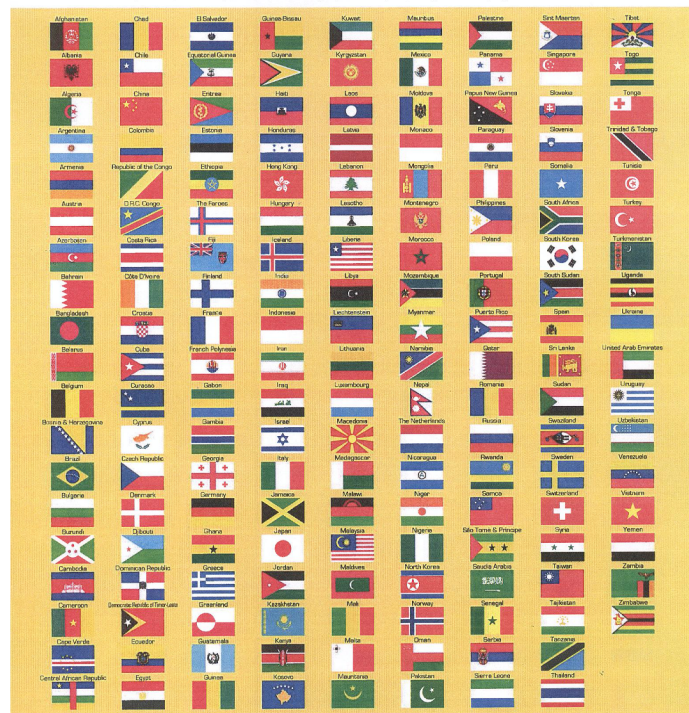 Afghanistan
Albania
Algeria
Argentina
Armenia
Austria
Azerbaijan
Bahrain
Bangladesh
Belarus
Belgium
Bosnia & Herzegovina
Brazil
Bulgaria
Burundi
Cambodia
Cameroon
Cape Verde
Central African Republic
Chad
Chile
China
Colombia
Republic of the Congo
D.R.C. Congo
Costa Rica
Côte D'Ivoire
Croatia
Cuba
Curacao
Cyprus
Czech Republic
Denmark
Djibouti
Dominican Republic
Democratic Republic of Timor-Leste
Ecuador
Egypt
El Salvador
Equatorial Guinea
Eritrea
Estonia
Ethiopia
The Faroes
Fiji
Finland
France
French Polynesia
Gabon
Gambia
Georgia
Germany
Ghana
Greece
Greenland
Guatemala
Guinea
Guinea-Bissau
Guyana
Haiti
Honduras
Hong Kong
Hungary
Iceland
India
Indonesia
Iran
Iraq
Israel
Italy
Jamaica
Japan
Jordan
Kazakhstan
Kenya
Kosovo
Kuwait
Kyrgystan
Laos
Latvia
Lebanon
Lesotho
Liberia
Libya
Liechtenstein
Lithuania
Luxembourg
Macedonia
Madagascar
Malawi
Malaysia
Maldives
Mali
Malta
Mauritania
Mauritius
Mexico
Moldova
Monaco
Mongolia
Montenegro
Morocco
Mozambique
Myanmar
Namibia
Nepal
The Netherlands
Nicaragua
Niger
Nigeria
North Korea
Norway
Oman
Pakistan
Palestine
Panama
Papua New Guinea
Paraguay
Peru
Philippines
Poland
Portugal
Puerto Rico
Qatar
Romania
Russia
Rwanda
Samoa
São Tome & Principe
Saudia Arabia
Senegal
Serbia
Sierra Leone
Sint Maarten
Singapore
Slovakia
Slovenia
Somalia
South Africa
South Korea
South Sudan
Spain
Sri Lanka
Sudan
Swaziland
Sweden
Switzerland
Syria
Taiwan
Tajikistan
Tanzania
Thailand
Tibet
Togo
Tonga
Trinidad & Tobago
Tunisia
Turkey
Turkmenistan
Uganda
Ukraine
United Arab Emirates
Uruguay
Uzbekistan
Venezuela
Vietnam
Yemen
Zambia
Zimbabwe